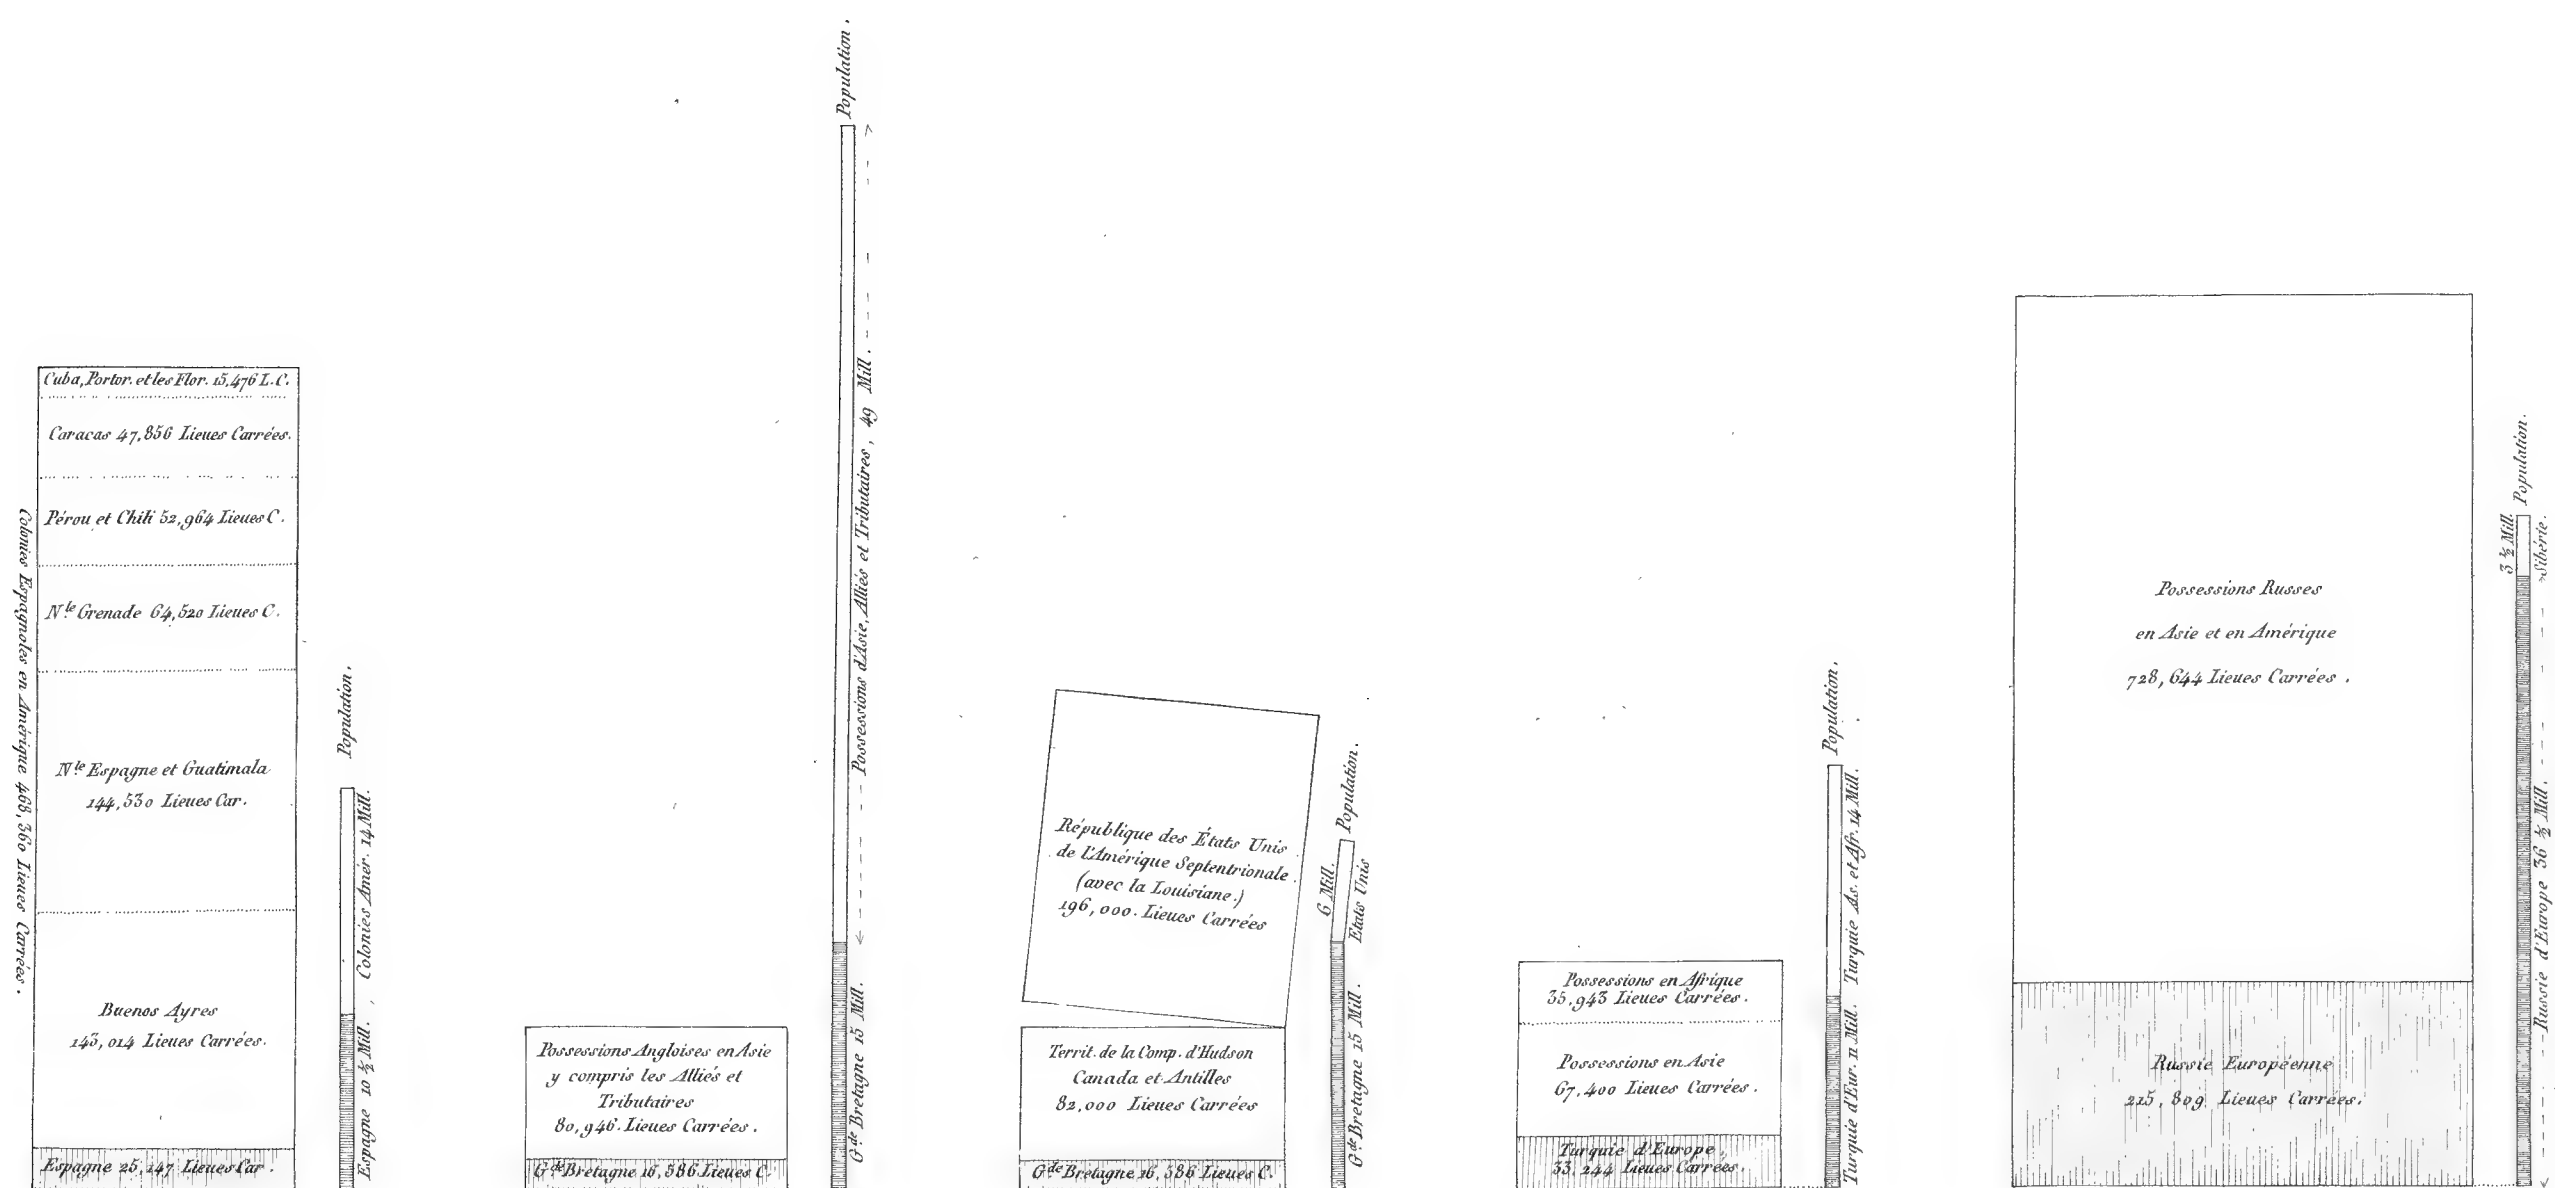 Colonies Espagnoles en Amérique 468,360 Lieues Carrées.
Cuba, Portor. et les Flor. 15,476 L. C.
Caracas 47,856 Lieues Carrées.
Pérou et Chili 52,964 Lieues C.
N.le Grenade 64,520 Lieues C.
N.le Espagne et Guatimala
144,530 Lieues Car.
Buenos Ayres
143,014 Lieues Carrées.
Espagne 25,147 Lieues Car.
Population.
Espagne 10 ½ Mill. , Colonies Amér. 14 Mill.
Possessions Angloises en Asie
y compris les Alliés et
Tributaires
80,946. Lieues Carrées.
G.de Bretagne 16,586 Lieues C.
Population.
G.de Bretagne 15 Mill. Possessions d'Asie, Alliés et Tributaires, 49 Mill.
République des États Unis
de l'Amérique Septentrionale.
(avec la Louisiane.)
196,000. Lieues Carrées
Territ. de la Comp. d'Hudson
Canada et Antilles
82,000 Lieues Carrées
G.de Bretagne 16,586 Lieues C.
Population.
6 Mill.
Etats Unis
G.de Bretagne 15 Mill.
Possessions en Afrique
35,943 Lieues Carrées.
Possessions en Asie
67,400 Lieues Carrées.
Turquie d'Europe
33,244 Lieues Carrées
Population.
Turquie d'Eur. 11 Mill. Turquie As. et Afr. 14 Mill.
Possessions Russes
en Asie et en Amérique
728,644 Lieues Carrées.
Russie Européenne
215,809 Lieues Carrées.
Population.
3 ½ Mill.
Sibérie.
Russie d'Europe 36 ½ Mill.